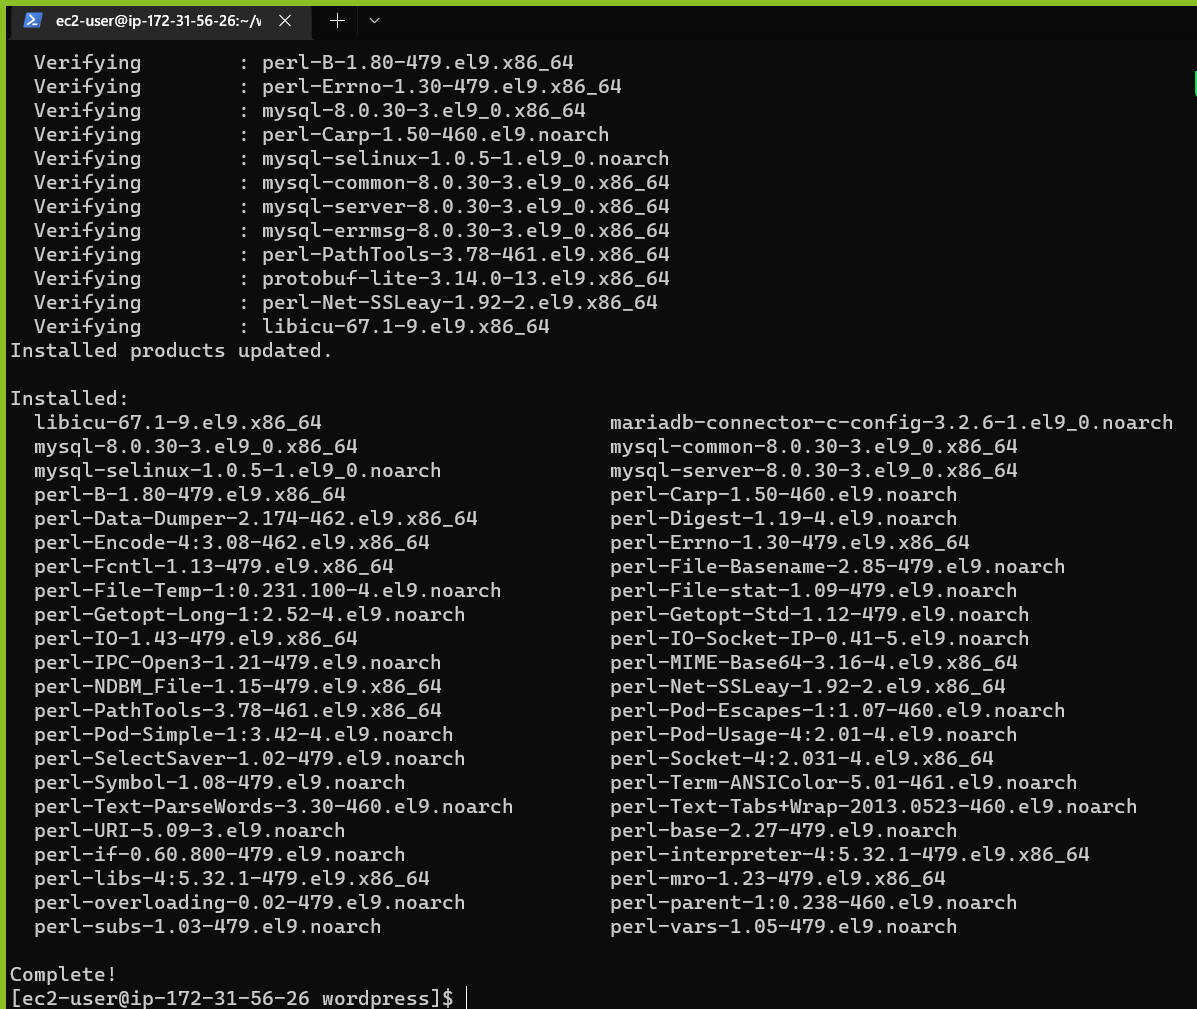 ec2-user@ip-172-31-56-26:~/v
Verifying : perl-B-1.80-479.el9.x86_64
Verifying : perl-Errno-1.30-479.el9.x86_64
Verifying : mysql-8.0.30-3.el9_0.x86_64
Verifying : perl-Carp-1.50-460.el9.noarch
Verifying : mysql-selinux-1.0.5-1.el9_0.noarch
Verifying : mysql-common-8.0.30-3.el9_0.x86_64
Verifying : mysql-server-8.0.30-3.el9_0.x86_64
Verifying : mysql-errmsg-8.0.30-3.el9_0.x86_64
Verifying : perl-PathTools-3.78-461.el9.x86_64
Verifying : protobuf-lite-3.14.0-13.el9.x86_64
Verifying : perl-Net-SSLeay-1.92-2.el9.x86_64
Verifying : libicu-67.1-9.el9.x86_64
Installed products updated.
Installed:
libicu-67.1-9.el9.x86_64 mariadb-connector-c-config-3.2.6-1.el9_0.noarch
mysql-8.0.30-3.el9_0.x86_64 mysql-common-8.0.30-3.el9_0.x86_64
mysql-selinux-1.0.5-1.el9_0.noarch mysql-server-8.0.30-3.el9_0.x86_64
perl-B-1.80-479.el9.x86_64 perl-Carp-1.50-460.el9.noarch
perl-Data-Dumper-2.174-462.el9.x86_64 perl-Digest-1.19-4.el9.noarch
perl-Encode-4:3.08-462.el9.x86_64 perl-Errno-1.30-479.el9.x86_64
perl-Fcntl-1.13-479.el9.x86_64 perl-File-Basename-2.85-479.el9.noarch
perl-File-Temp-1:0.231.100-4.el9.noarch perl-File-stat-1.09-479.el9.noarch
perl-Getopt-Long-1:2.52-4.el9.noarch perl-Getopt-Std-1.12-479.el9.noarch
perl-IO-1.43-479.el9.x86_64 perl-IO-Socket-IP-0.41-5.el9.noarch
perl-IPC-Open3-1.21-479.el9.noarch perl-MIME-Base64-3.16-4.el9.x86_64
perl-NDBM_File-1.15-479.el9.x86_64 perl-Net-SSLeay-1.92-2.el9.x86_64
perl-PathTools-3.78-461.el9.x86_64 perl-Pod-Escapes-1:1.07-460.el9.noarch
perl-Pod-Simple-1:3.42-4.el9.noarch perl-Pod-Usage-4:2.01-4.el9.noarch
perl-SelectSaver-1.02-479.el9.noarch perl-Socket-4:2.031-4.el9.x86_64
perl-Symbol-1.08-479.el9.noarch perl-Term-ANSIColor-5.01-461.el9.noarch
perl-Text-ParseWords-3.30-460.el9.noarch perl-Text-Tabs+Wrap-2013.0523-460.el9.noarch
perl-URI-5.09-3.el9.noarch perl-base-2.27-479.el9.noarch
perl-if-0.60.800-479.el9.noarch perl-interpreter-4:5.32.1-479.el9.x86_64
perl-libs-4:5.32.1-479.el9.x86_64 perl-mro-1.23-479.el9.x86_64
perl-overloading-0.02-479.el9.noarch perl-parent-1:0.238-460.el9.noarch
perl-subs-1.03-479.el9.noarch perl-vars-1.05-479.el9.noarch
Complete!
[ec2-user@ip-172-31-56-26 wordpress]$